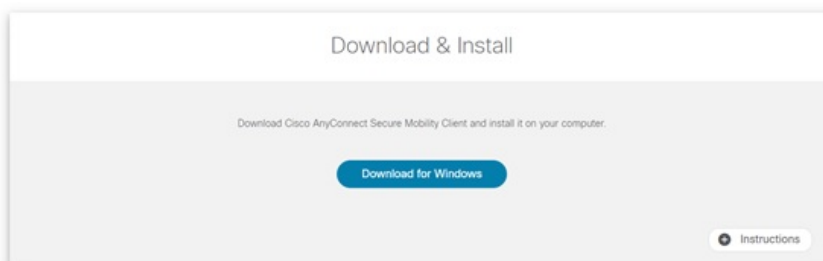 Download & Install
Download Cisco AnyConnect Secure Mobility Client and install it on your computer.
Download for Windows
Instructions